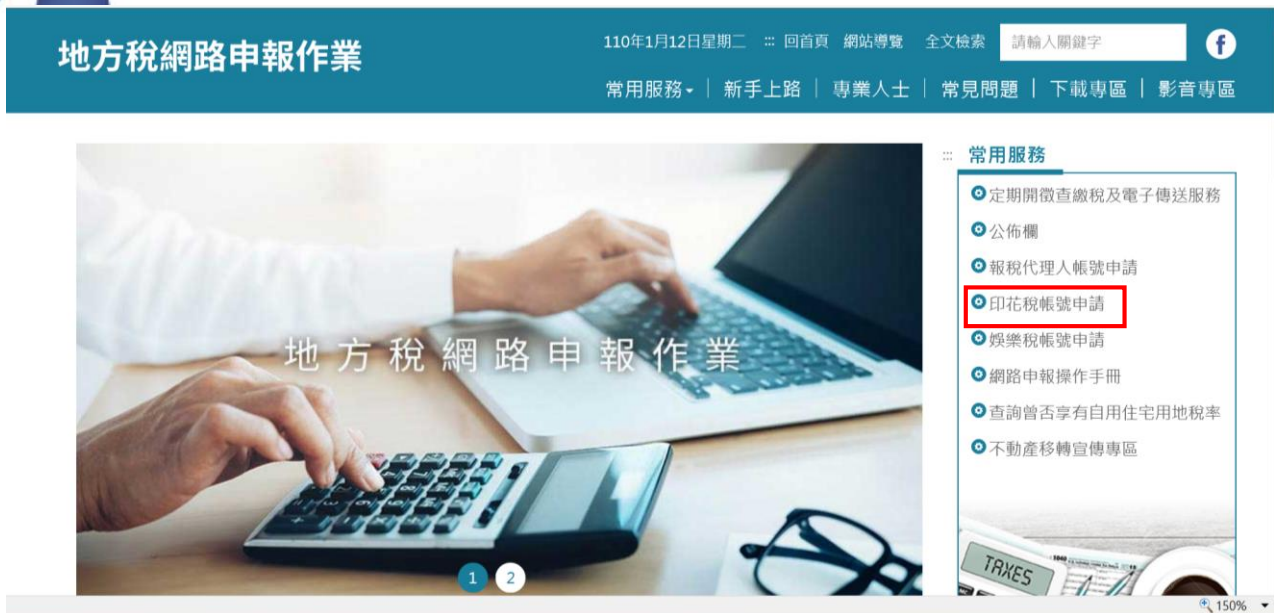 地方稅網路申報作業
110年1月12日星期二 ::: 回首頁 網站導覽 全文檢索 請輸入關鍵字 f
常用服務▾ | 新手上路 | 專業人士 | 常見問題 | 下載專區 | 影音專區
::: 常用服務
定期開徵查繳稅及電子傳送服務
公佈欄
報稅代理人帳號申請
印花稅帳號申請
娛樂稅帳號申請
網路申報操作手冊
查詢曾否享有自用住宅用地稅率
不動產移轉宣傳專區
地方稅網路申報作業
1 2
TAXES
150%